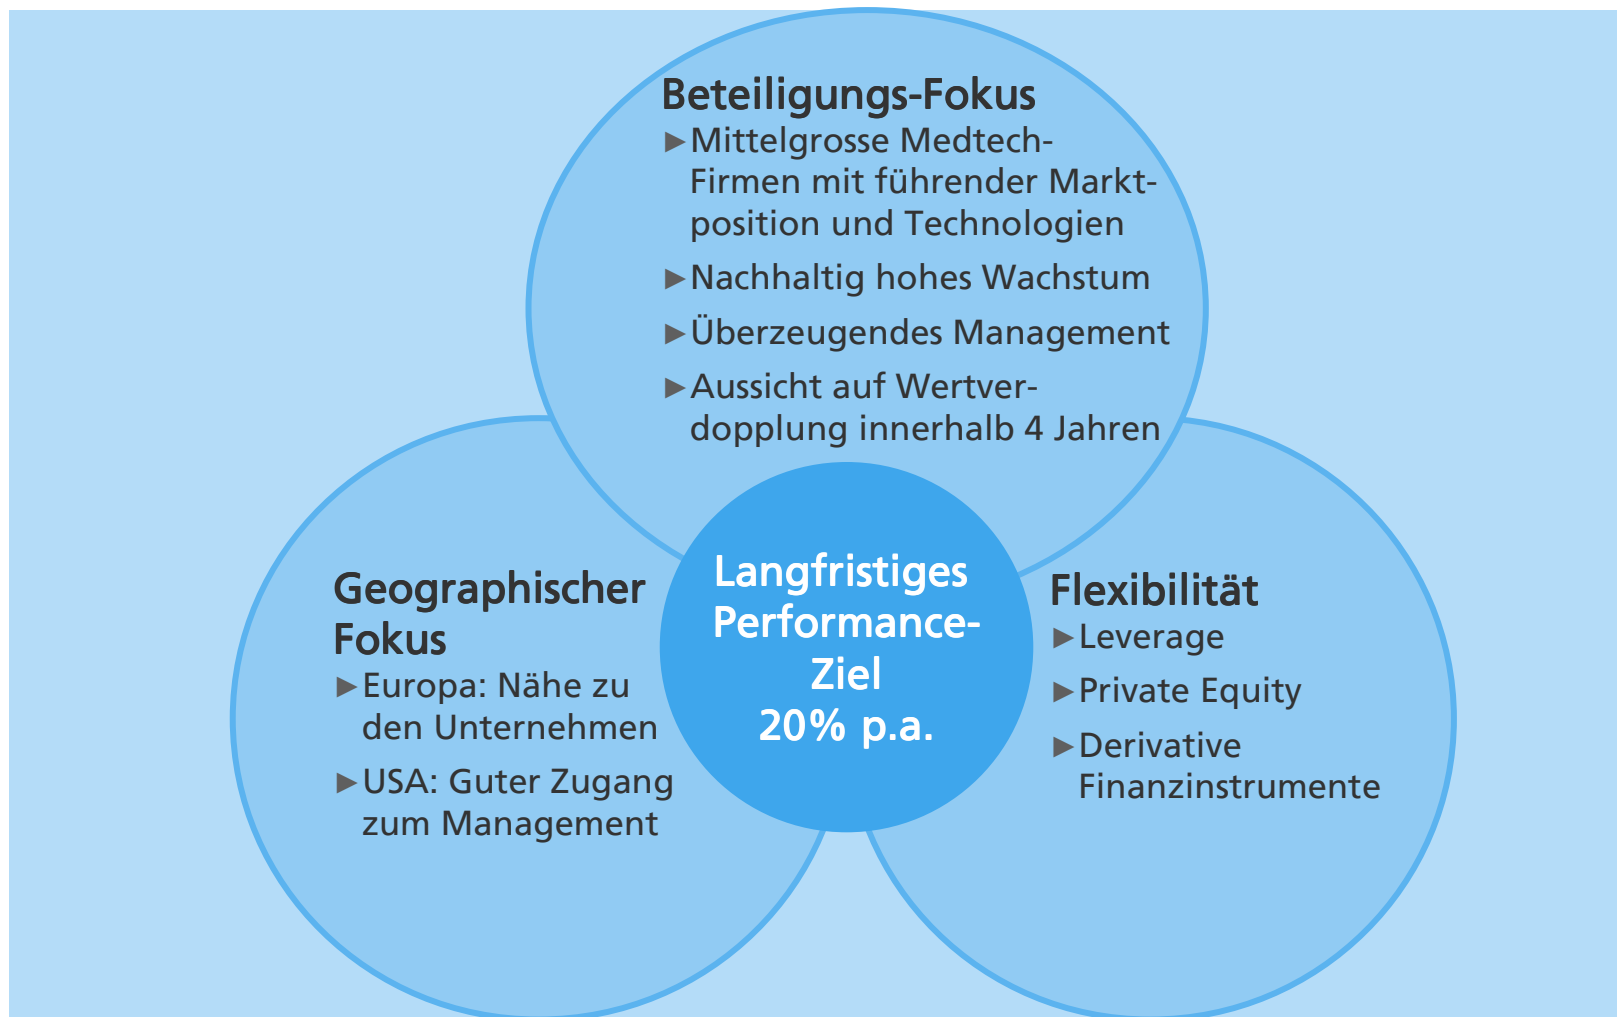 Beteiligungs-Fokus
►Mittelgrosse Medtech-
Firmen mit führender Markt-
position und Technologien
►Nachhaltig hohes Wachstum
►Überzeugendes Management
►Aussicht auf Wertver-
dopplung innerhalb 4 Jahren
Geographischer
Fokus
►Europa: Nähe zu
den Unternehmen
►USA: Guter Zugang
zum Management
Langfristiges
Performance-
Ziel
20% p.a.
Flexibilität
►Leverage
►Private Equity
►Derivative
Finanzinstrumente